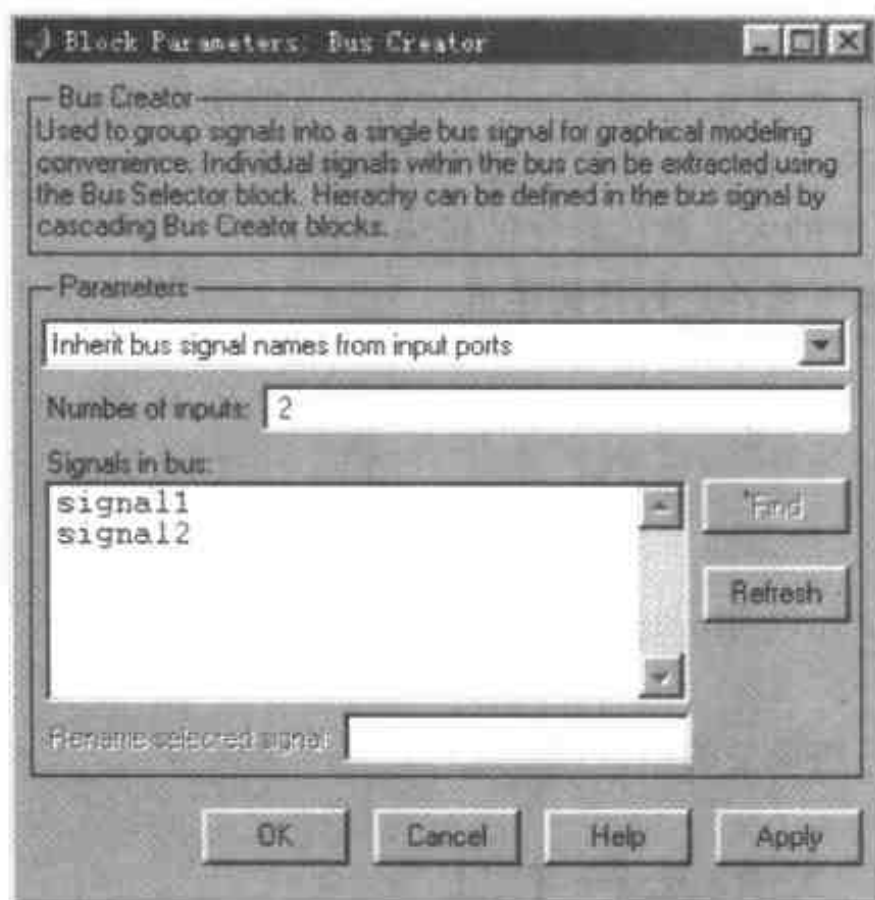 Block Parameters: Bus Creator
Bus Creator
Used to group signals into a single bus signal for graphical modeling
convenience. Individual signals within the bus can be extracted using
the Bus Selector block. Hierachy can be defined in the bus signal by
cascading Bus Creator blocks.
Parameters
Inherit bus signal names from input ports
Number of inputs: 2
Signals in bus:
signal1
signal2
Find
Refresh
Rename selected signal:
OK Cancel Help Apply